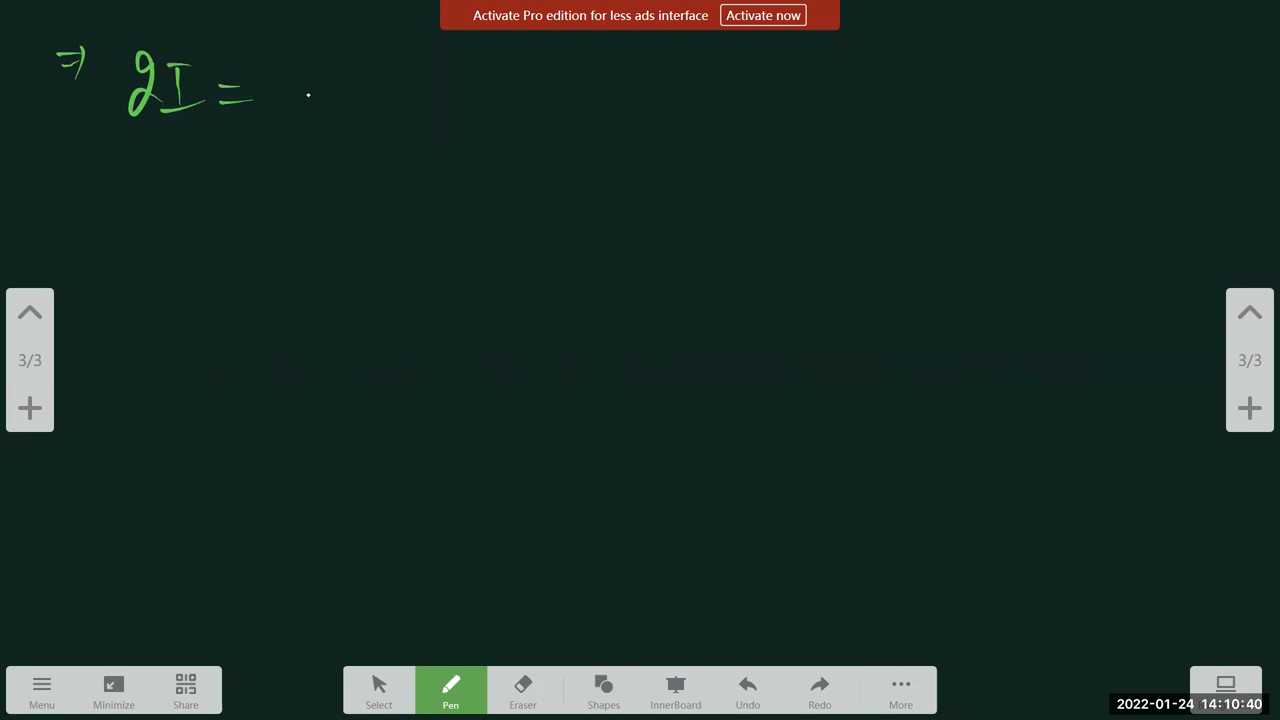 Activate Pro edition for less ads interface Activate now
⇒ 2I =
3/3 3/3
Menu Minimize Share Select Pen Eraser Shapes InnerBoard Undo Redo More
2022-01-24 14:10:40